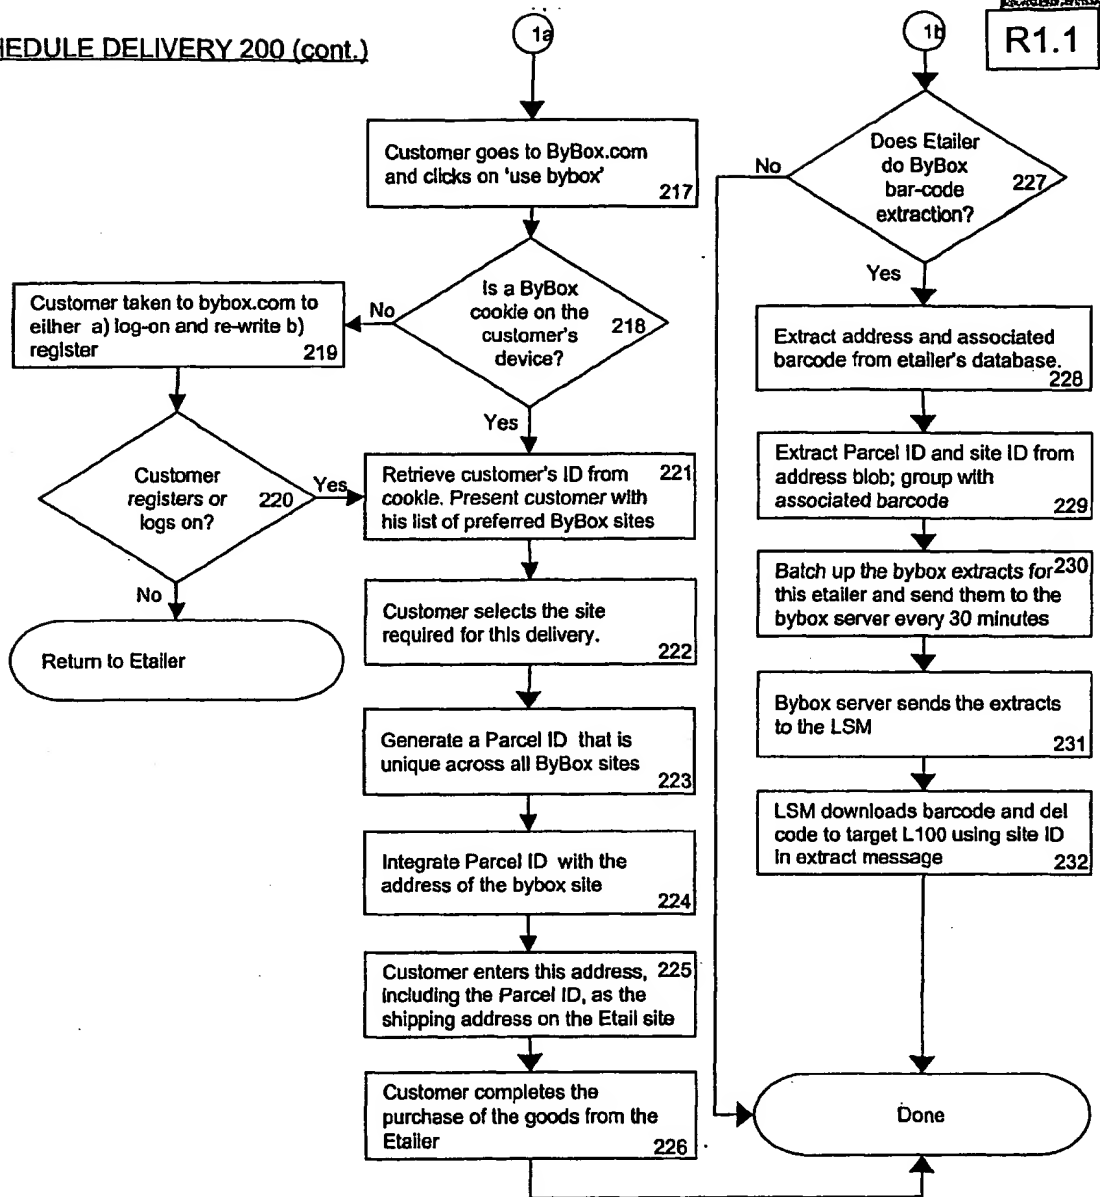 HEDULE DELIVERY 200 (cont.)
1a
1b
R1.1
Customer goes to ByBox.com
and clicks on 'use bybox'
217
Is a ByBox
cookie on the
customer's
device?
218
No
Yes
Customer taken to bybox.com to
either a) log-on and re-write b)
register
219
Customer
registers or
logs on?
220
Yes
No
Return to Etailer
Retrieve customer's ID from
cookie. Present customer with
his list of preferred ByBox sites
221
Customer selects the site
required for this delivery.
222
Generate a Parcel ID that is
unique across all ByBox sites
223
Integrate Parcel ID with the
address of the bybox site
224
Customer enters this address,
including the Parcel ID, as the
shipping address on the Etail site
225
Customer completes the
purchase of the goods from the
Etailer
226
Does Etailer
do ByBox
bar-code
extraction?
227
No
Yes
Extract address and associated
barcode from etailer's database.
228
Extract Parcel ID and site ID from
address blob; group with
associated barcode
229
Batch up the bybox extracts for
this etailer and send them to the
bybox server every 30 minutes
230
Bybox server sends the extracts
to the LSM
231
LSM downloads barcode and del
code to target L100 using site ID
in extract message
232
Done